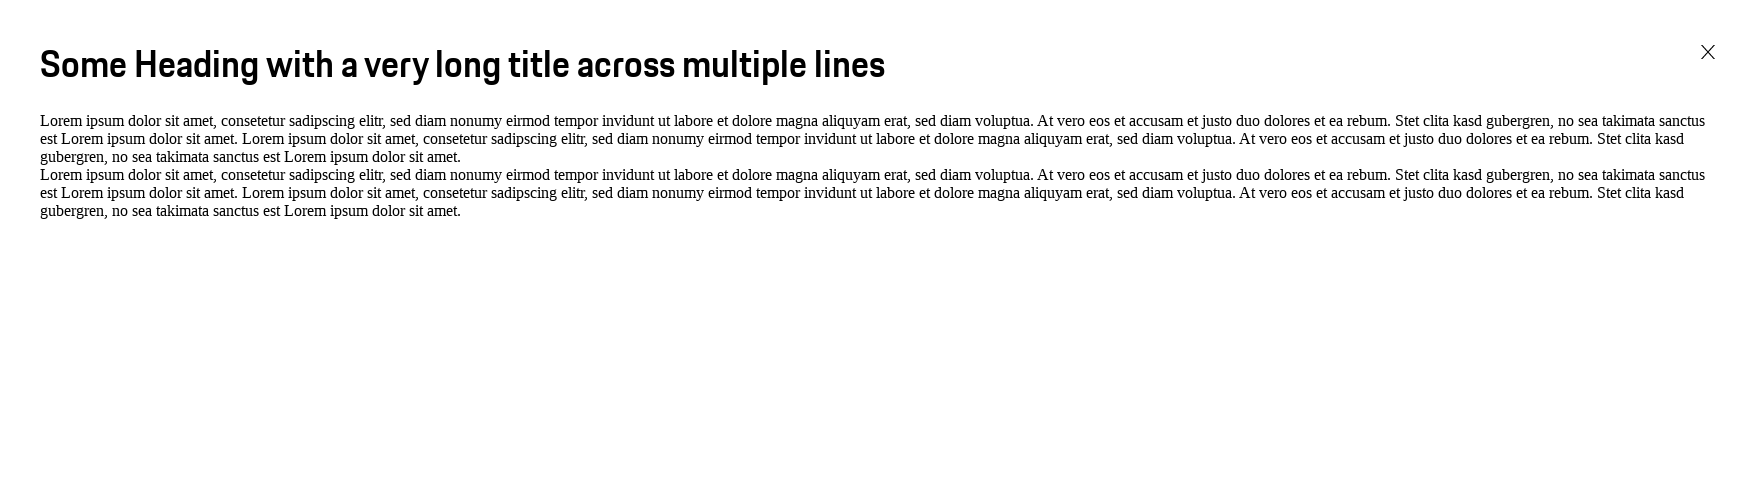 Some Heading with a very long title across multiple lines
Lorem ipsum dolor sit amet, consetetur sadipscing elitr, sed diam nonumy eirmod tempor invidunt ut labore et dolore magna aliquyam erat, sed diam voluptua. At vero eos et accusam et justo duo dolores et ea rebum. Stet clita kasd gubergren, no sea takimata sanctus
est Lorem ipsum dolor sit amet. Lorem ipsum dolor sit amet, consetetur sadipscing elitr, sed diam nonumy eirmod tempor invidunt ut labore et dolore magna aliquyam erat, sed diam voluptua. At vero eos et accusam et justo duo dolores et ea rebum. Stet clita kasd
gubergren, no sea takimata sanctus est Lorem ipsum dolor sit amet.
Lorem ipsum dolor sit amet, consetetur sadipscing elitr, sed diam nonumy eirmod tempor invidunt ut labore et dolore magna aliquyam erat, sed diam voluptua. At vero eos et accusam et justo duo dolores et ea rebum. Stet clita kasd gubergren, no sea takimata sanctus
est Lorem ipsum dolor sit amet. Lorem ipsum dolor sit amet, consetetur sadipscing elitr, sed diam nonumy eirmod tempor invidunt ut labore et dolore magna aliquyam erat, sed diam voluptua. At vero eos et accusam et justo duo dolores et ea rebum. Stet clita kasd
gubergren, no sea takimata sanctus est Lorem ipsum dolor sit amet.